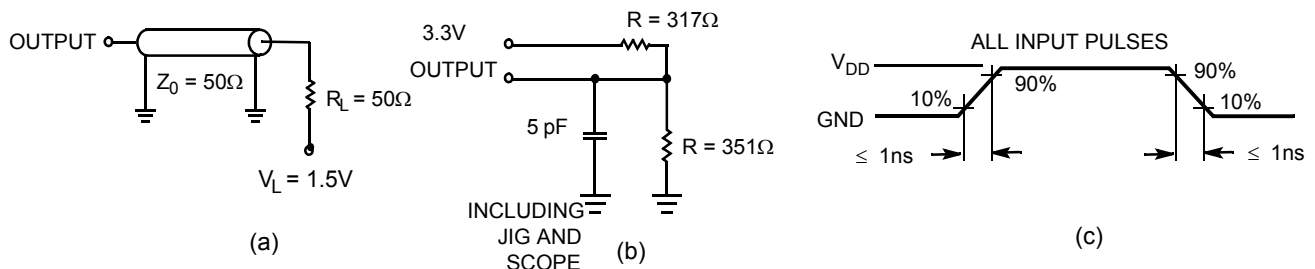 OUTPUT
Z0 = 50Ω
RL = 50Ω
VL = 1.5V
(a)
R = 317Ω
3.3V
OUTPUT
5 pF
R = 351Ω
INCLUDING
JIG AND
SCOPE
(b)
ALL INPUT PULSES
VDD
90%
90%
10%
10%
GND
≤ 1ns
≤ 1ns
(c)